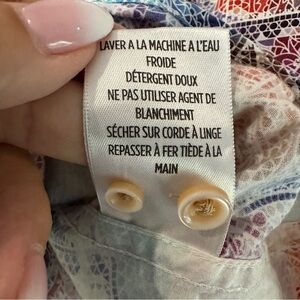 LAVER A LA MACHINE A L'EAU
FROIDE
DÉTERGENT DOUX
NE PAS UTILISER AGENT DE
BLANCHIMENT
SÉCHER SUR CORDE À LINGE
REPASSER À FER TIÈDE À LA
MAIN